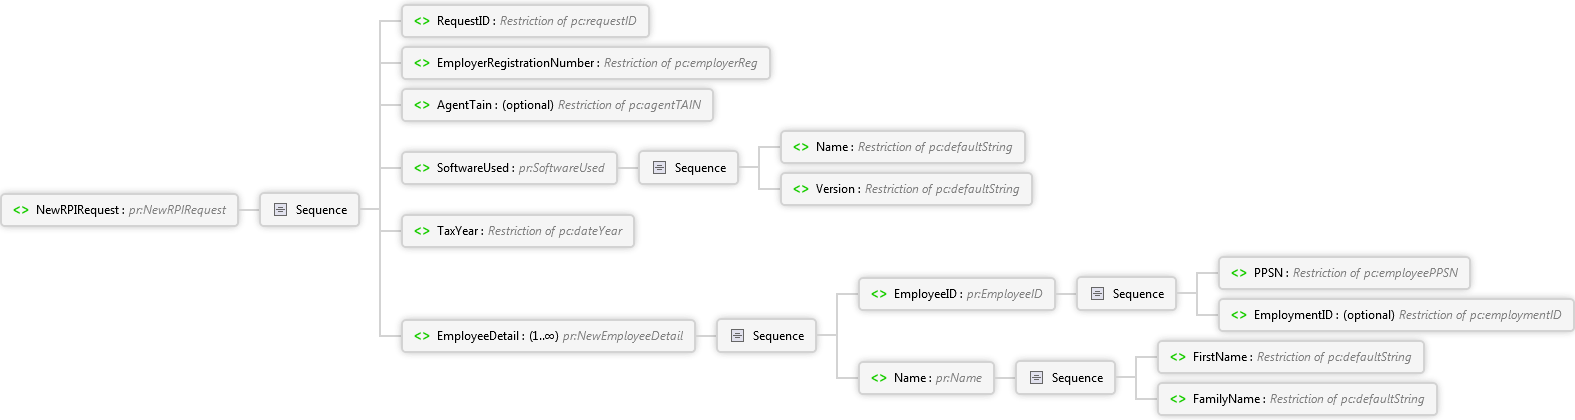 <> RequestID : Restriction of pc:requestID
<> EmployerRegistrationNumber : Restriction of pc:employerReg
<> AgentTain : (optional) Restriction of pc:agentTAIN
<> SoftwareUsed : pr:SoftwareUsed
Sequence
<> Name : Restriction of pc:defaultString
<> Version : Restriction of pc:defaultString
<> NewRPIRequest : pr:NewRPIRequest
Sequence
<> TaxYear : Restriction of pc:dateYear
<> EmployeeDetail : (1..∞) pr:NewEmployeeDetail
Sequence
<> EmployeeID : pr:EmployeeID
Sequence
<> PPSN : Restriction of pc:employeePPSN
<> EmploymentID : (optional) Restriction of pc:employmentID
<> Name : pr:Name
Sequence
<> FirstName : Restriction of pc:defaultString
<> FamilyName : Restriction of pc:defaultString